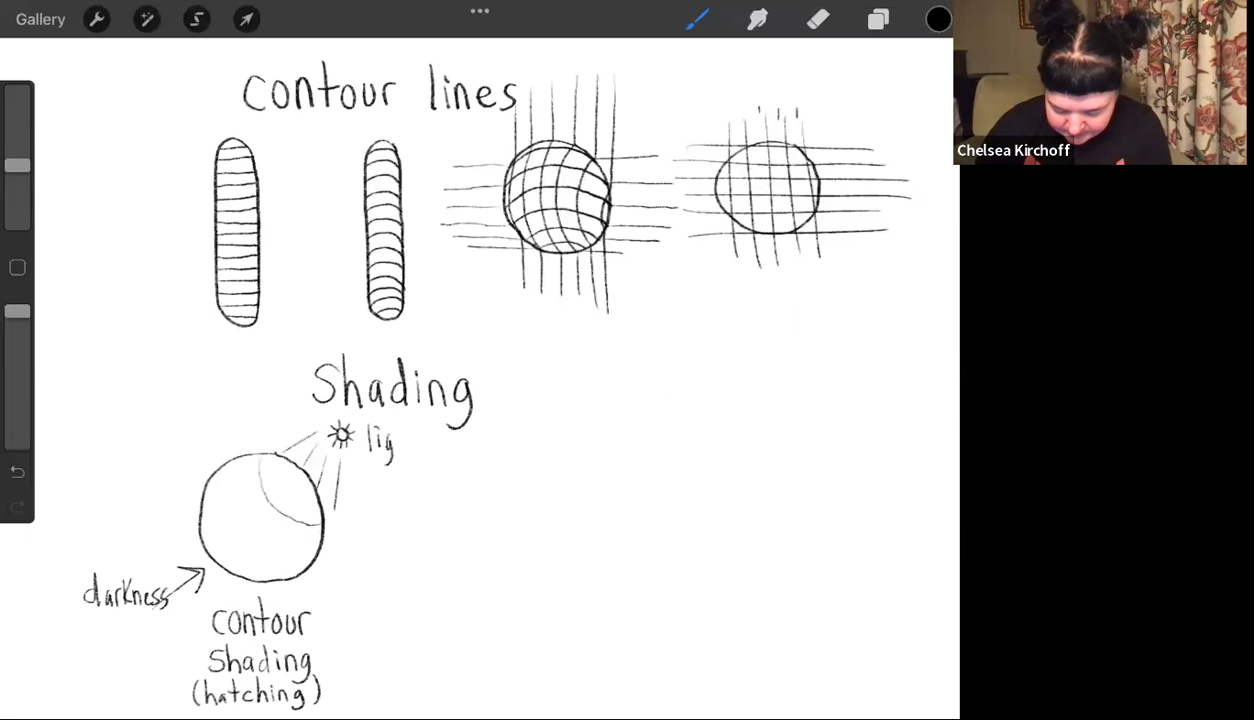 Gallery
contour lines
Chelsea Kirchoff
Shading
lig
darkness
contour
Shading
(hatching)